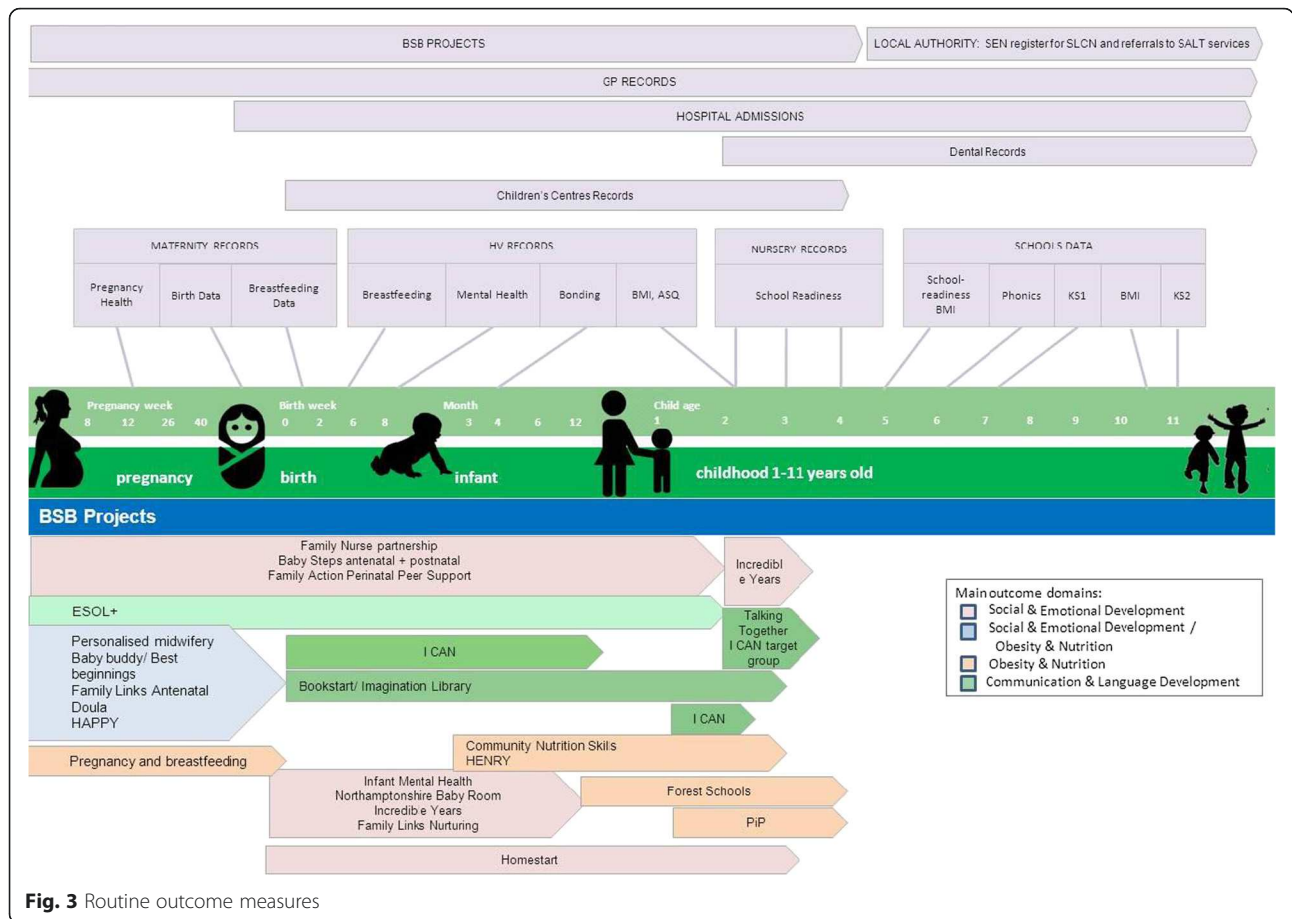 BSB PROJECTS
LOCAL AUTHORITY: SEN register for SLCN and referrals to SALT services
GP RECORDS
HOSPITAL ADMISSIONS
Dental Records
Children's Centres Records
MATERNITY RECORDS
Pregnancy
Health
Birth Data
Breastfeeding
Data
HV RECORDS
Breastfeeding
Mental Health
Bonding
BMI, ASQ
NURSERY RECORDS
School Readiness
SCHOOLS DATA
School-
readiness
BMI
Phonics
KS1
BMI
KS2
Pregnancy week
8 12 26 40
Birth week
0 2 6 8
Month
3 4 6 12
Child age
1 2 3 4 5 6 7 8 9 10 11
pregnancy
birth
infant
childhood 1-11 years old
BSB Projects
Family Nurse partnership
Baby Steps antenatal + postnatal
Family Action Perinatal Peer Support
Incredibl
e Years
ESOL+
Talking
Together
I CAN target
group
Personalised midwifery
Baby buddy/ Best
beginnings
Family Links Antenatal
Doula
HAPPY
I CAN
Bookstart/ Imagination Library
I CAN
Pregnancy and breastfeeding
Community Nutrition Skills
HENRY
Infant Mental Health
Northamptonshire Baby Room
Incredible Years
Family Links Nurturing
Forest Schools
PiP
Homestart
Main outcome domains:
Social & Emotional Development
Social & Emotional Development /
Obesity & Nutrition
Obesity & Nutrition
Communication & Language Development
Fig. 3 Routine outcome measures